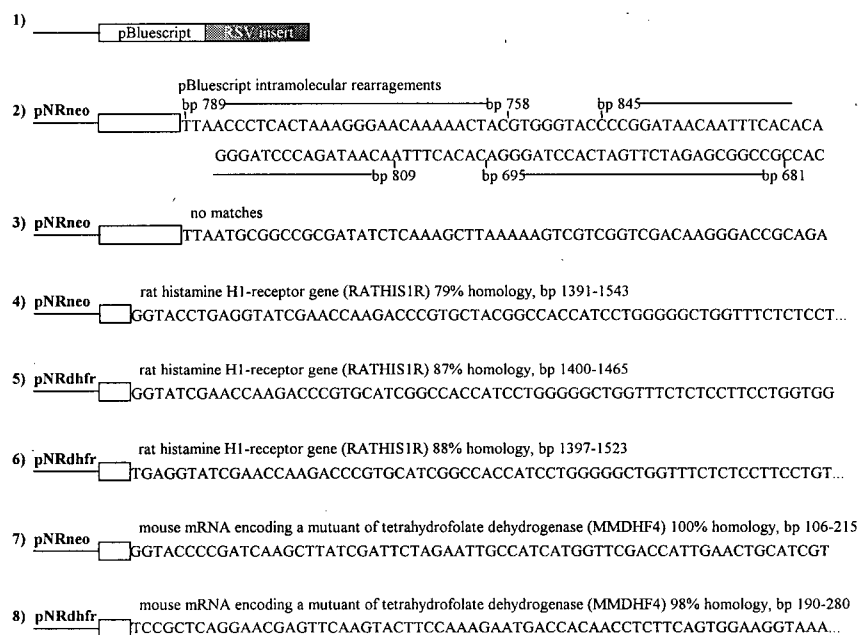 1)
pBluescript RSV insert
pBluescript intramolecular rearragements
bp 789 bp 758 bp 845
2) pNRneo TTAACCCTCACTAAAGGGAACAAAAACTACGTGGGTACCCCGGATAACAATTTCACACA
GGGATCCCAGATAACAATTTCACACAGGGATCCACTAGTTCTAGAGCGGCCGCCAC
bp 809 bp 695 bp 681
no matches
3) pNRneo TTAATGCGGCCGCGATATCTCAAAGCTTAAAAAGTCGTCGGTCGACAAGGGACCGCAGA
rat histamine H1-receptor gene (RATHIS1R) 79% homology, bp 1391-1543
4) pNRneo GGTACCTGAGGTATCGAACCAAGACCCGTGCTACGGCCACCATCCTGGGGGCTGGTTTCTCTCCT...
rat histamine H1-receptor gene (RATHIS1R) 87% homology, bp 1400-1465
5) pNRdhfr GGTATCGAACCAAGACCCGTGCATCGGCCACCATCCTGGGGGCTGGTTTCTCTCCTTCCTGGTGG
rat histamine H1-receptor gene (RATHIS1R) 88% homology, bp 1397-1523
6) pNRdhfr TGAGGTATCGAACCAAGACCCGTGCATCGGCCACCATCCTGGGGGCTGGTTTCTCTCCTTCCTGT...
mouse mRNA encoding a mutuant of tetrahydrofolate dehydrogenase (MMDHF4) 100% homology, bp 106-215
7) pNRneo GGTACCCCGATCAAGCTTATCGATTCTAGAATTGCCATCATGGTTCGACCATTGAACTGCATCGT
mouse mRNA encoding a mutuant of tetrahydrofolate dehydrogenase (MMDHF4) 98% homology, bp 190-280
8) pNRdhfr TCCGCTCAGGAACGAGTTCAAGTACTTCCAAAGAATGACCACAACCTCTTCAGTGGAAGGTAAA...